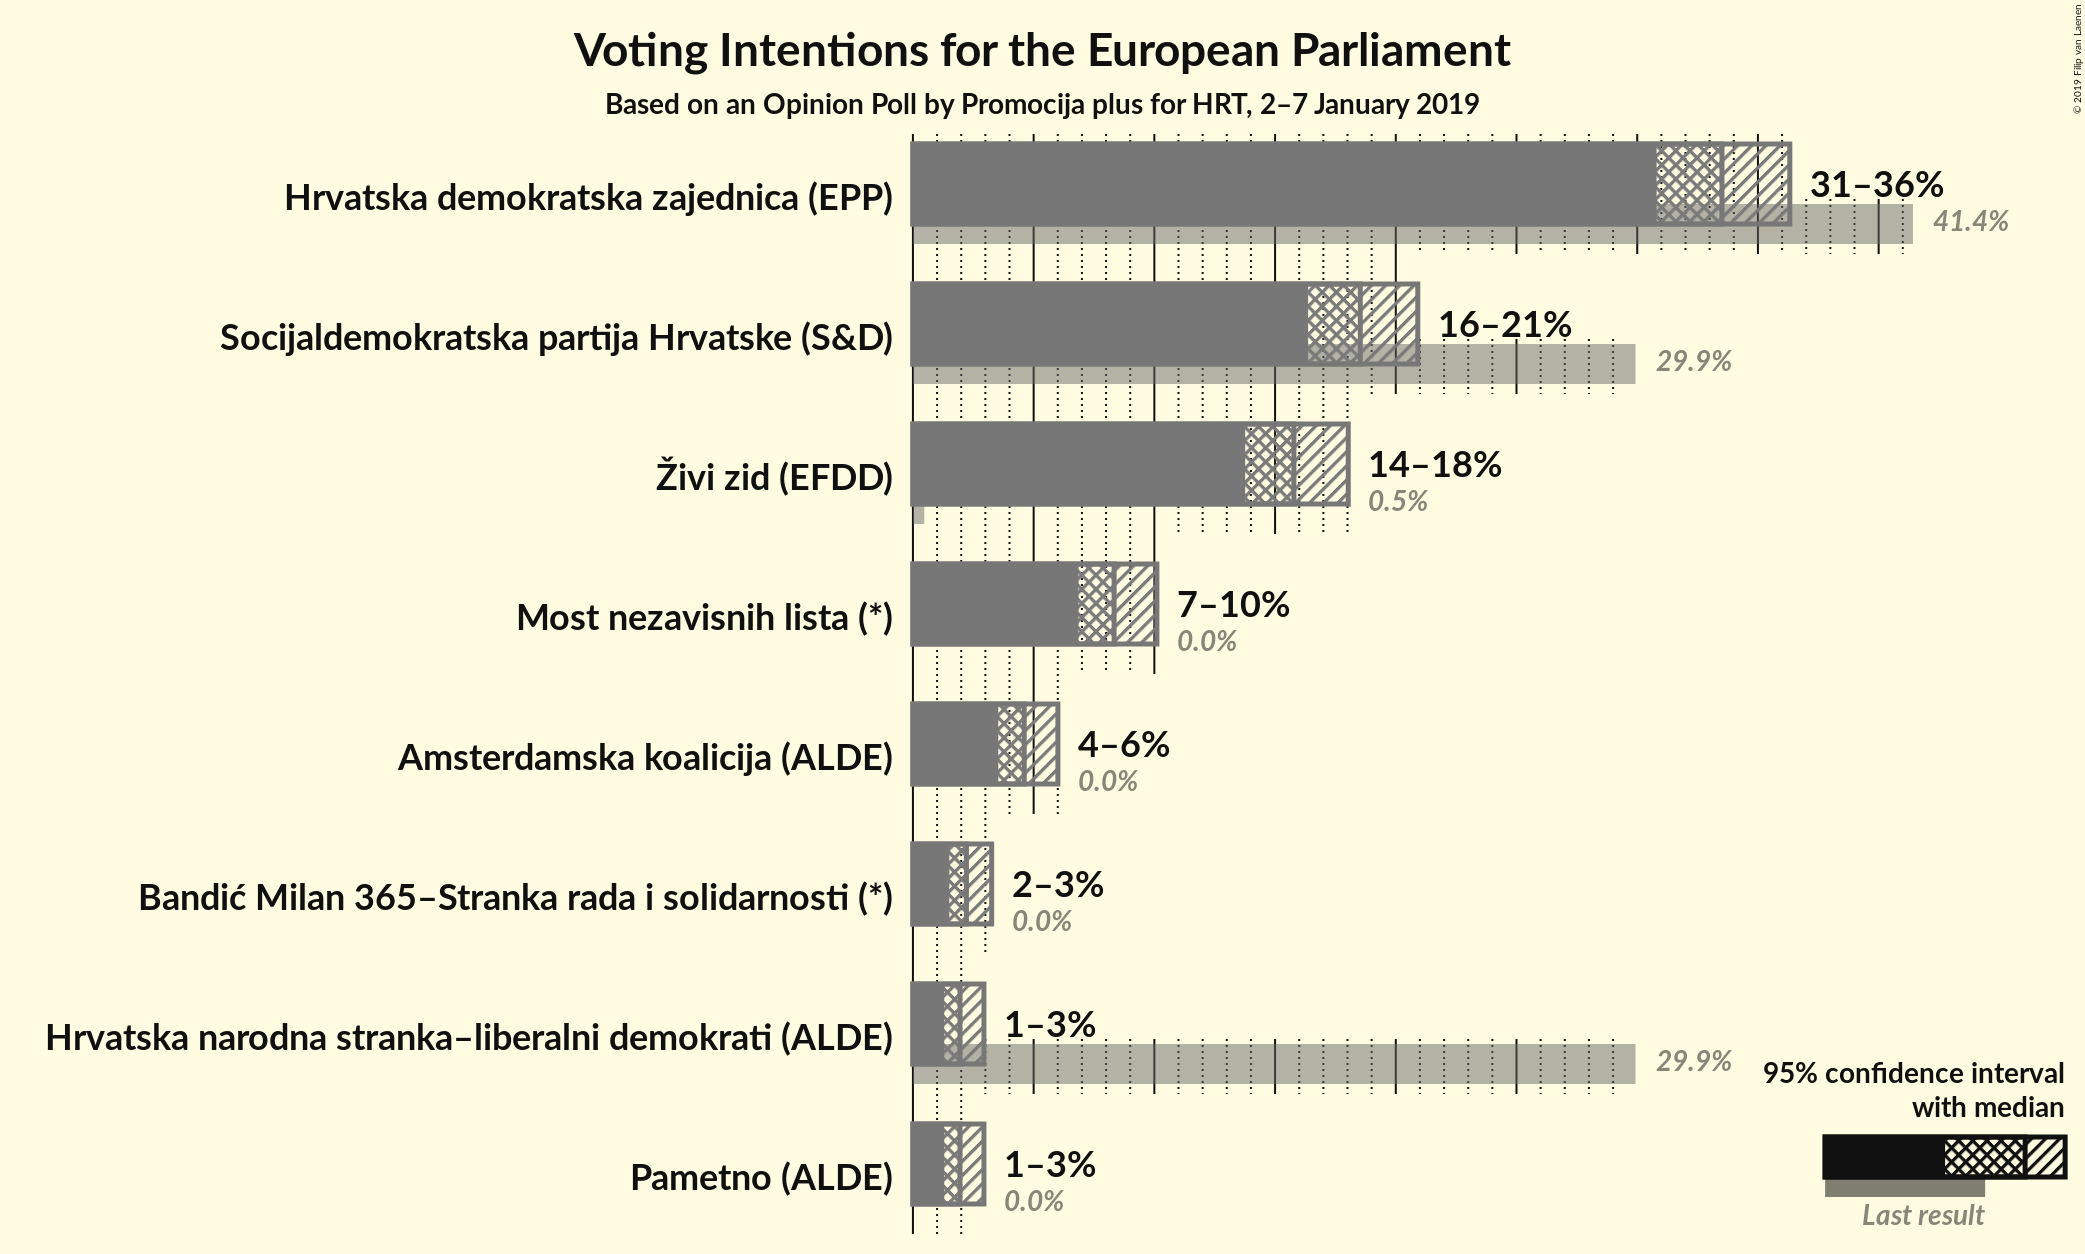 Voting Intentions for the European Parliament
Based on an Opinion Poll by Promocija plus for HRT, 2–7 January 2019
© 2019 Filip van Laenen
Hrvatska demokratska zajednica (EPP)
31–36%
41.4%
Socijaldemokratska partija Hrvatske (S&D)
16–21%
29.9%
Živi zid (EFDD)
14–18%
0.5%
Most nezavisnih lista (*)
7–10%
0.0%
Amsterdamska koalicija (ALDE)
4–6%
0.0%
Bandić Milan 365–Stranka rada i solidarnosti (*)
2–3%
0.0%
Hrvatska narodna stranka–liberalni demokrati (ALDE)
1–3%
29.9%
Pametno (ALDE)
1–3%
0.0%
95% confidence interval
with median
Last result